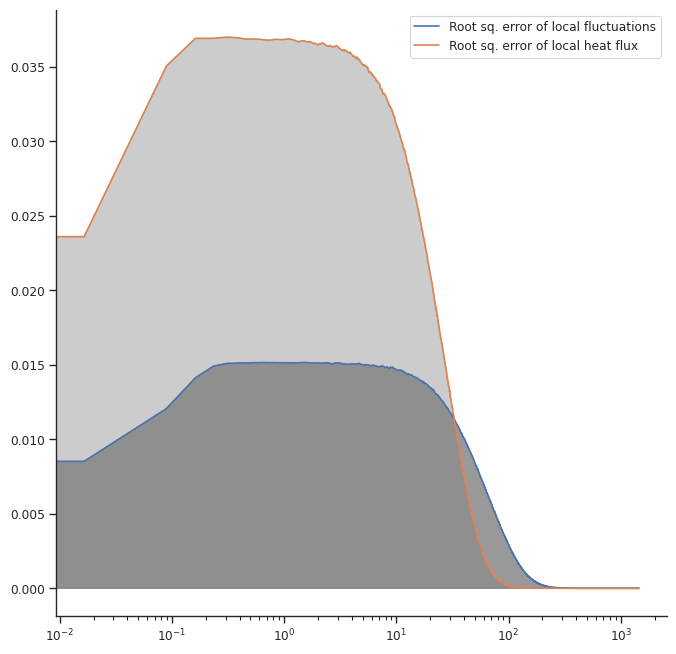 Root sq. error of local fluctuations
Root sq. error of local heat flux
0.035
0.030
0.025
0.020
0.015
0.010
0.005
0.000
10⁻² 10⁻¹ 10⁰ 10¹ 10² 10³